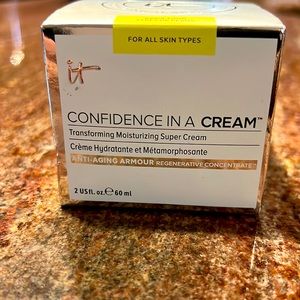 FOR ALL SKIN TYPES
iT
CONFIDENCE IN A CREAM™
Transforming Moisturizing Super Cream
Crème Hydratante et Métamorphosante
ANTI-AGING ARMOUR REGENERATIVE CONCENTRATE™
2 US fl. oz. ℮ 60 ml